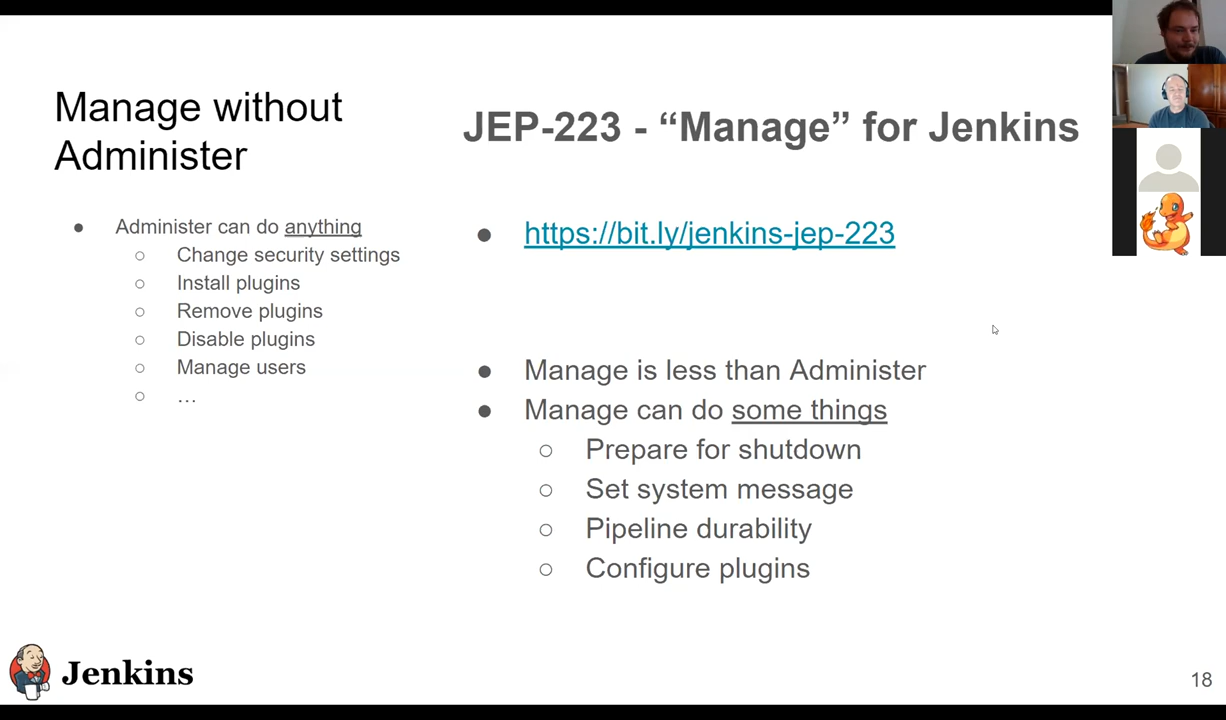 Manage without
Administer
● Administer can do anything
○ Change security settings
○ Install plugins
○ Remove plugins
○ Disable plugins
○ Manage users
○ …
JEP-223 - “Manage” for Jenkins
● https://bit.ly/jenkins-jep-223
● Manage is less than Administer
● Manage can do some things
○ Prepare for shutdown
○ Set system message
○ Pipeline durability
○ Configure plugins
Jenkins
18